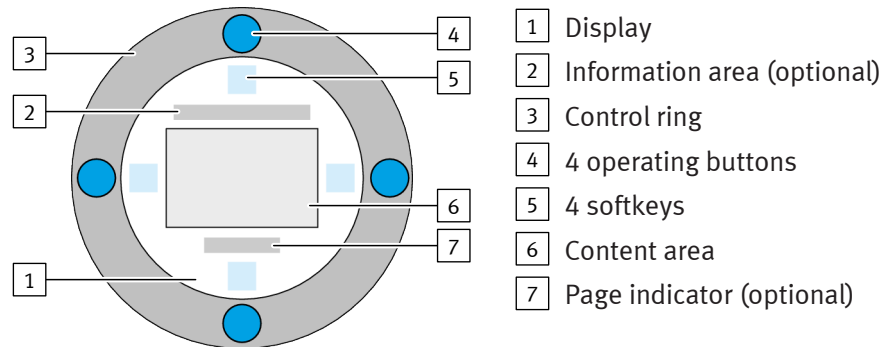 3
2
1
4
5
6
7
1 Display
2 Information area (optional)
3 Control ring
4 4 operating buttons
5 4 softkeys
6 Content area
7 Page indicator (optional)